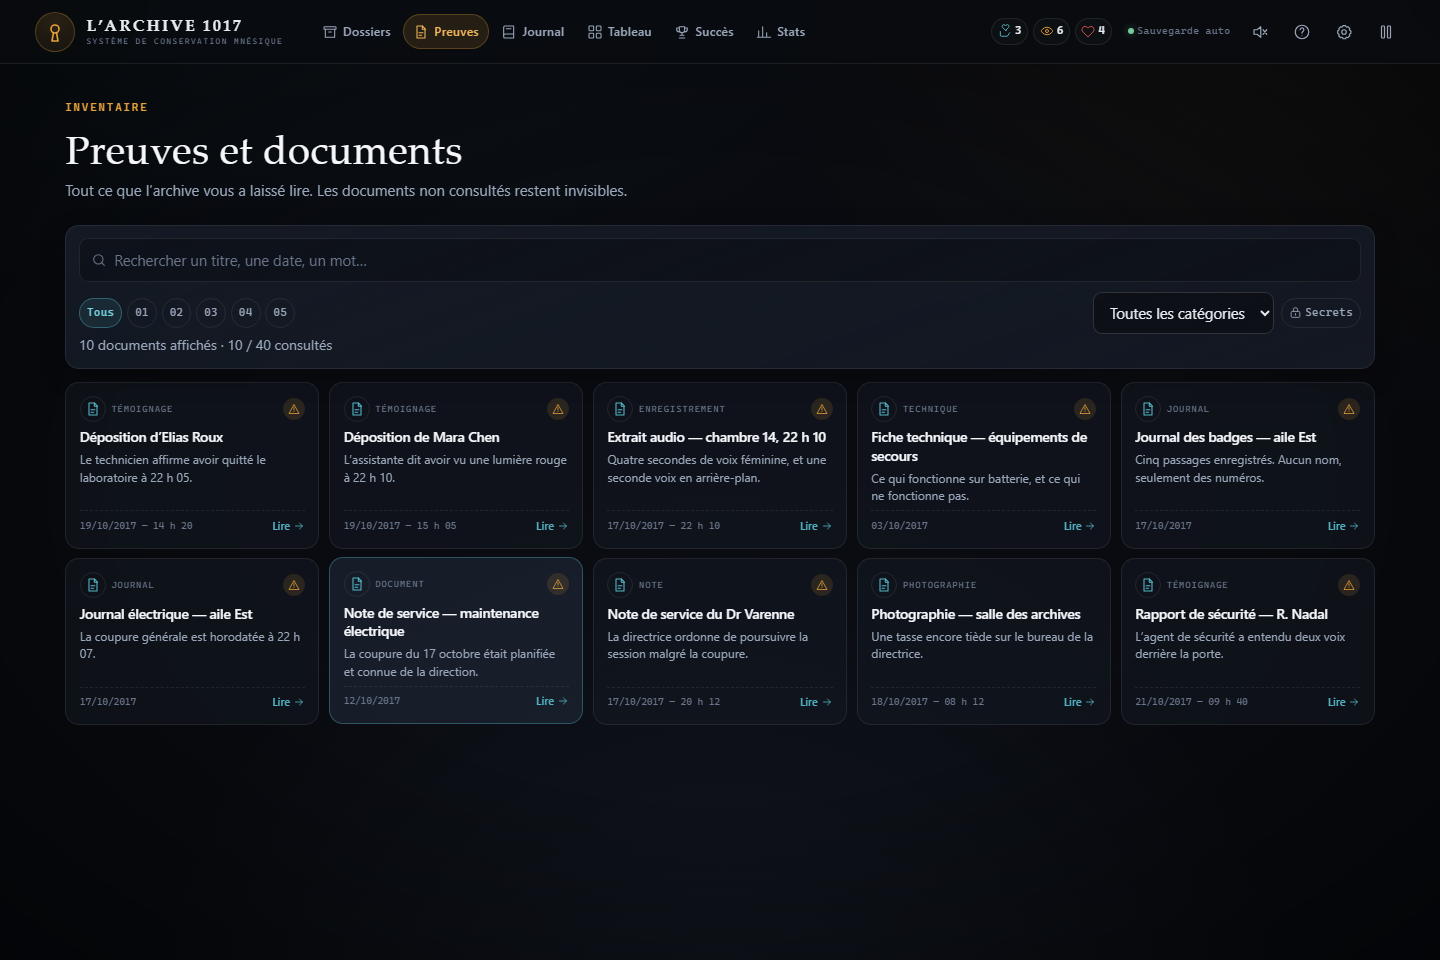 L’ARCHIVE 1017
SYSTÈME DE CONSERVATION MNÉSIQUE
Dossiers
Preuves
Journal
Tableau
Succès
Stats
3
6
4
Sauvegarde auto
INVENTAIRE
Preuves et documents
Tout ce que l’archive vous a laissé lire. Les documents non consultés restent invisibles.
Rechercher un titre, une date, un mot…
Tous
01
02
03
04
05
Toutes les catégories
Secrets
10 documents affichés · 10 / 40 consultés
TÉMOIGNAGE
Déposition d’Elias Roux
Le technicien affirme avoir quitté le
laboratoire à 22 h 05.
19/10/2017 — 14 h 20
Lire →
TÉMOIGNAGE
Déposition de Mara Chen
L’assistante dit avoir vu une lumière rouge
à 22 h 10.
19/10/2017 — 15 h 05
Lire →
ENREGISTREMENT
Extrait audio — chambre 14, 22 h 10
Quatre secondes de voix féminine, et une
seconde voix en arrière-plan.
17/10/2017 — 22 h 10
Lire →
TECHNIQUE
Fiche technique — équipements de
secours
Ce qui fonctionne sur batterie, et ce qui
ne fonctionne pas.
03/10/2017
Lire →
JOURNAL
Journal des badges — aile Est
Cinq passages enregistrés. Aucun nom,
seulement des numéros.
17/10/2017
Lire →
JOURNAL
Journal électrique — aile Est
La coupure générale est horodatée à 22 h
07.
17/10/2017
Lire →
DOCUMENT
Note de service — maintenance
électrique
La coupure du 17 octobre était planifiée
et connue de la direction.
12/10/2017
Lire →
NOTE
Note de service du Dr Varenne
La directrice ordonne de poursuivre la
session malgré la coupure.
17/10/2017 — 20 h 12
Lire →
PHOTOGRAPHIE
Photographie — salle des archives
Une tasse encore tiède sur le bureau de la
directrice.
18/10/2017 — 08 h 12
Lire →
TÉMOIGNAGE
Rapport de sécurité — R. Nadal
L’agent de sécurité a entendu deux voix
derrière la porte.
21/10/2017 — 09 h 40
Lire →